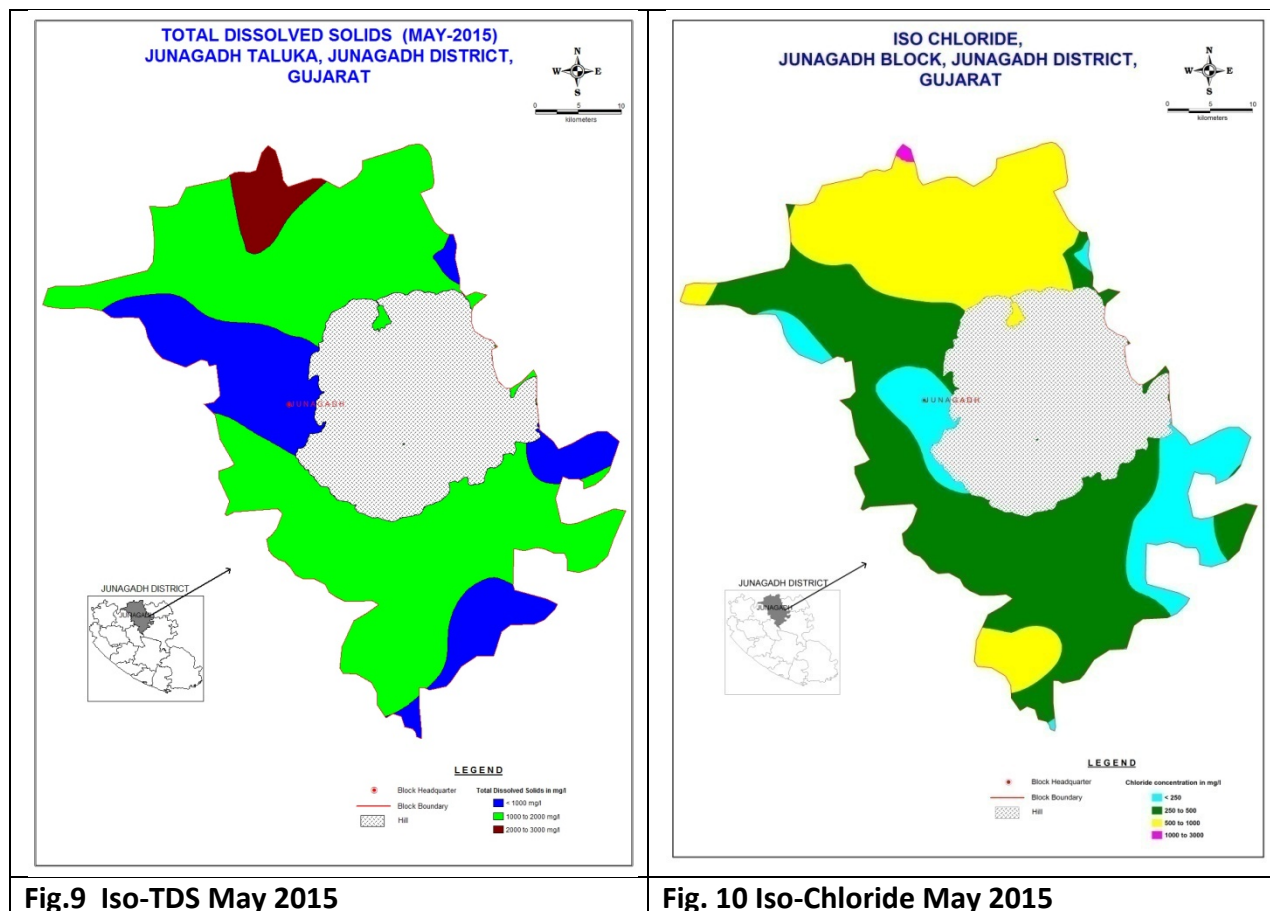 TOTAL DISSOLVED SOLIDS (MAY-2015)
JUNAGADH TALUKA, JUNAGADH DISTRICT,
GUJARAT
N
W E
S
0 5 10
kilometers
JUNAGADH
JUNAGADH DISTRICT
JUNAGADH
LEGEND
Block Headquarter
Block Boundary
Hill
Total Dissolved Solids in mg/l
< 1000 mg/l
1000 to 2000 mg/l
2000 to 3000 mg/l
Fig.9 Iso-TDS May 2015
ISO CHLORIDE,
JUNAGADH BLOCK, JUNAGADH DISTRICT,
GUJARAT
N
W E
S
0 5 10
kilometers
JUNAGADH
JUNAGADH DISTRICT
JUNAGADH
LEGEND
Block Headquarter
Block Boundary
Hill
Chloride concentration in mg/l
< 250
250 to 500
500 to 1000
1000 to 3000
Fig. 10 Iso-Chloride May 2015